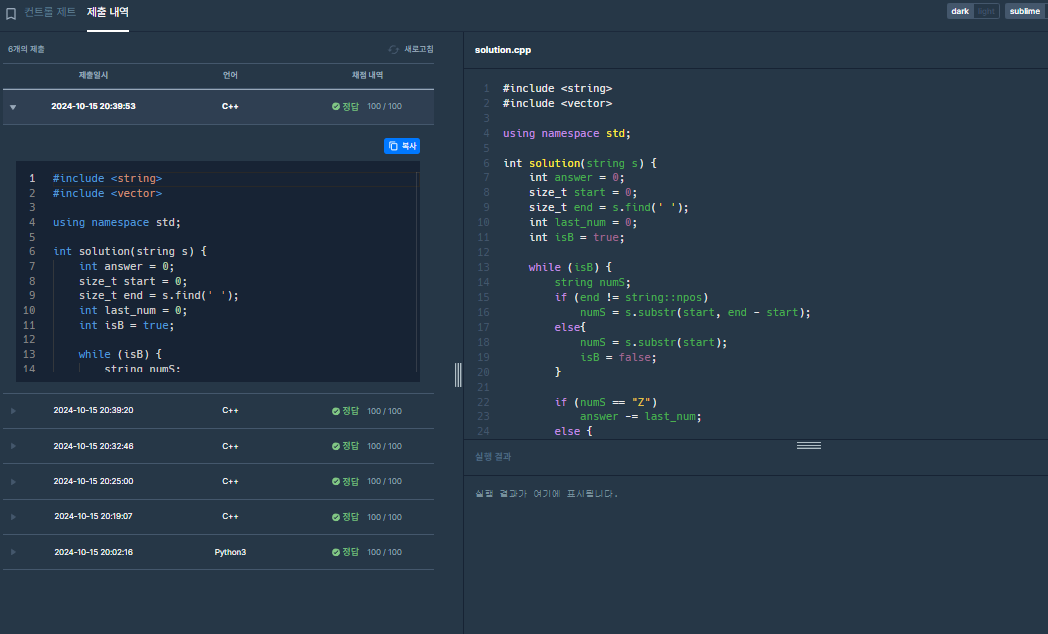 컨트롤 제트 제출 내역
dark light sublime
6개의 제출 새로고침
제출일시 언어 채점 내역
2024-10-15 20:39:53 C++ 정답 100 / 100
복사
1 #include <string>
2 #include <vector>
3
4 using namespace std;
5
6 int solution(string s) {
7 int answer = 0;
8 size_t start = 0;
9 size_t end = s.find(' ');
10 int last_num = 0;
11 int isB = true;
12
13 while (isB) {
14 string numS;
2024-10-15 20:39:20 C++ 정답 100 / 100
2024-10-15 20:32:46 C++ 정답 100 / 100
2024-10-15 20:25:00 C++ 정답 100 / 100
2024-10-15 20:19:07 C++ 정답 100 / 100
2024-10-15 20:02:16 Python3 정답 100 / 100
solution.cpp
1 #include <string>
2 #include <vector>
3
4
5 using namespace std;
6 int solution(string s) {
7 int answer = 0;
8 size_t start = 0;
9 size_t end = s.find(' ');
10 int last_num = 0;
11 int isB = true;
12
13 while (isB) {
14 string numS;
15 if (end != string::npos)
16 numS = s.substr(start, end - start);
17 else{
18 numS = s.substr(start);
19 isB = false;
20 }
21
22 if (numS == "Z")
23 answer -= last_num;
24 else {
실행 결과
실행 결과가 여기에 표시됩니다.